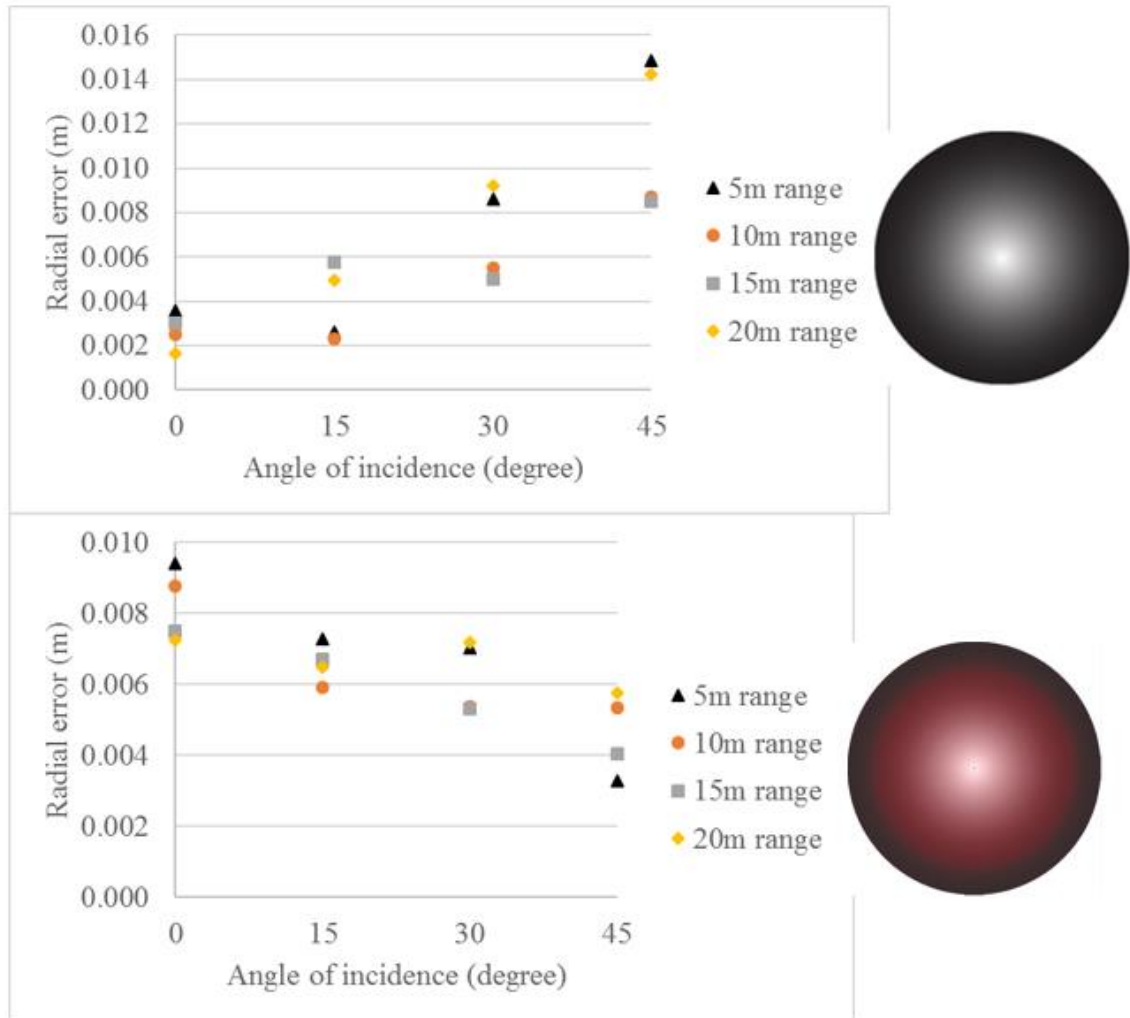 0.016
0.014
0.012
0.010
0.008
0.006
0.004
0.002
0.000
Radial error (m)
0 15 30 45
Angle of incidence (degree)
5m range
10m range
15m range
20m range
0.010
0.008
0.006
0.004
0.002
0.000
Radial error (m)
0 15 30 45
Angle of incidence (degree)
5m range
10m range
15m range
20m range